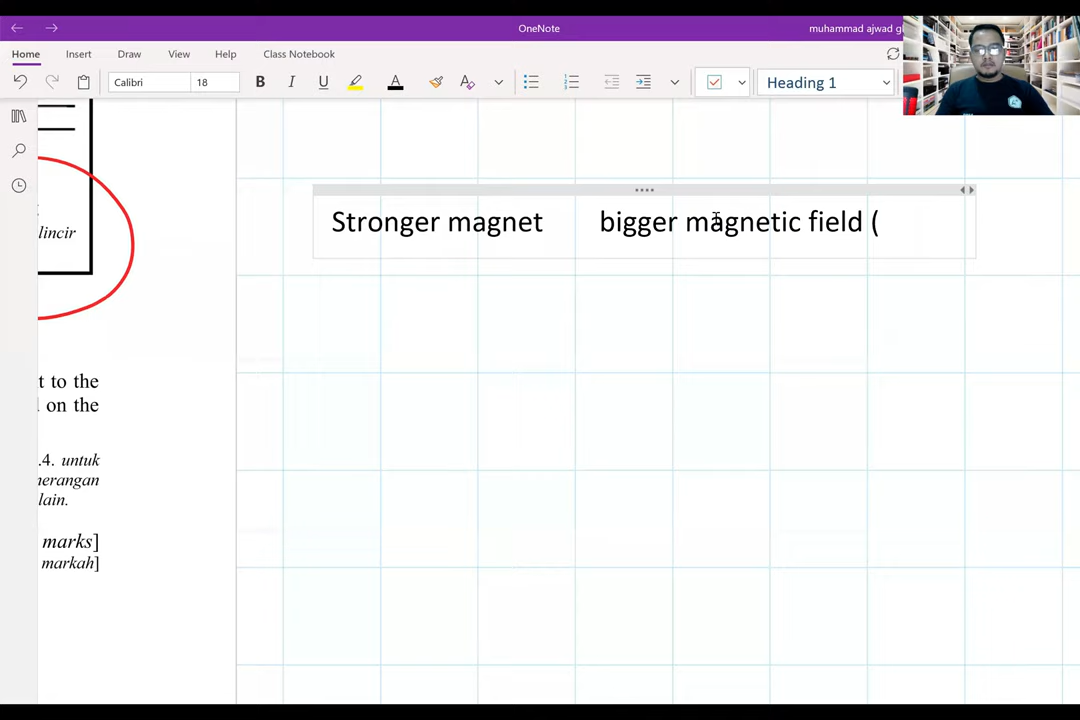 OneNote
muhammad ajwad
Home Insert Draw View Help Class Notebook
Calibri 18 Heading 1
Stronger magnet bigger magnetic field (
lincir
t to the
on the
.4. untuk
nerangan
lain.
marks]
markah]